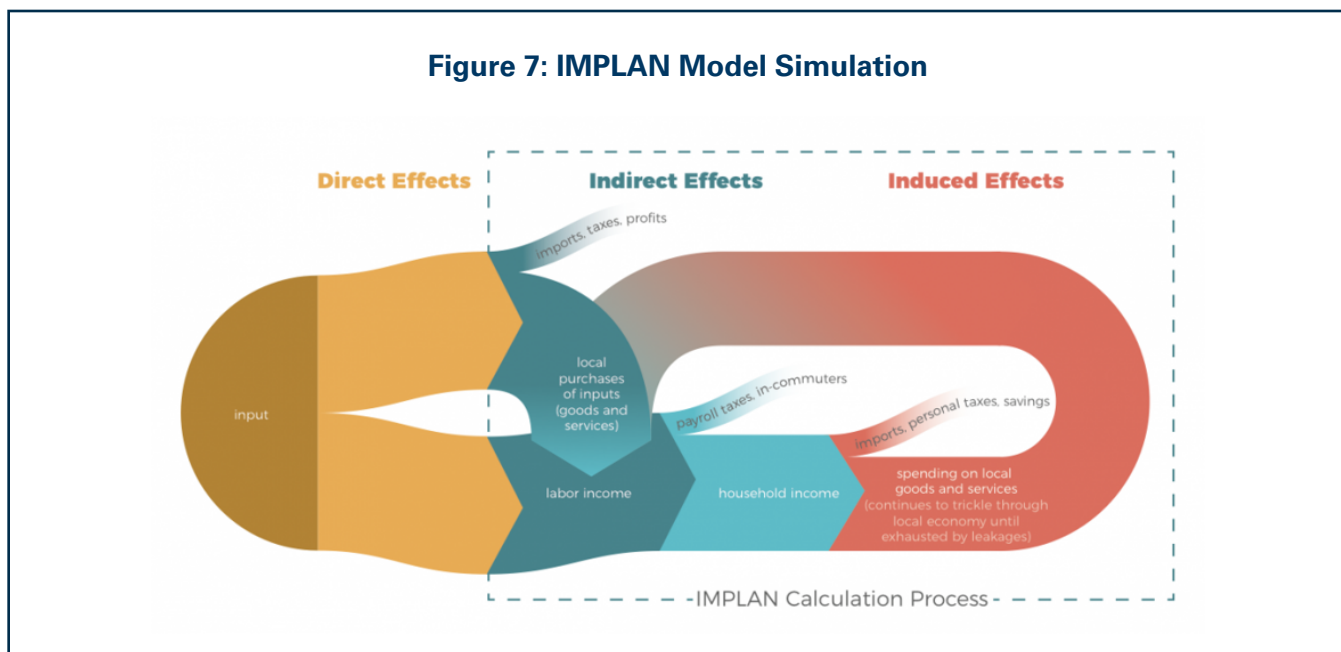 Figure 7: IMPLAN Model Simulation
Direct Effects
Indirect Effects
Induced Effects
imports, taxes, profits
input
local
purchases
of inputs
(goods and
services)
labor income
payroll taxes, in-commuters
household income
imports, personal taxes, savings
spending on local
goods and services
(continues to trickle through
local economy until
exhausted by leakages)
IMPLAN Calculation Process